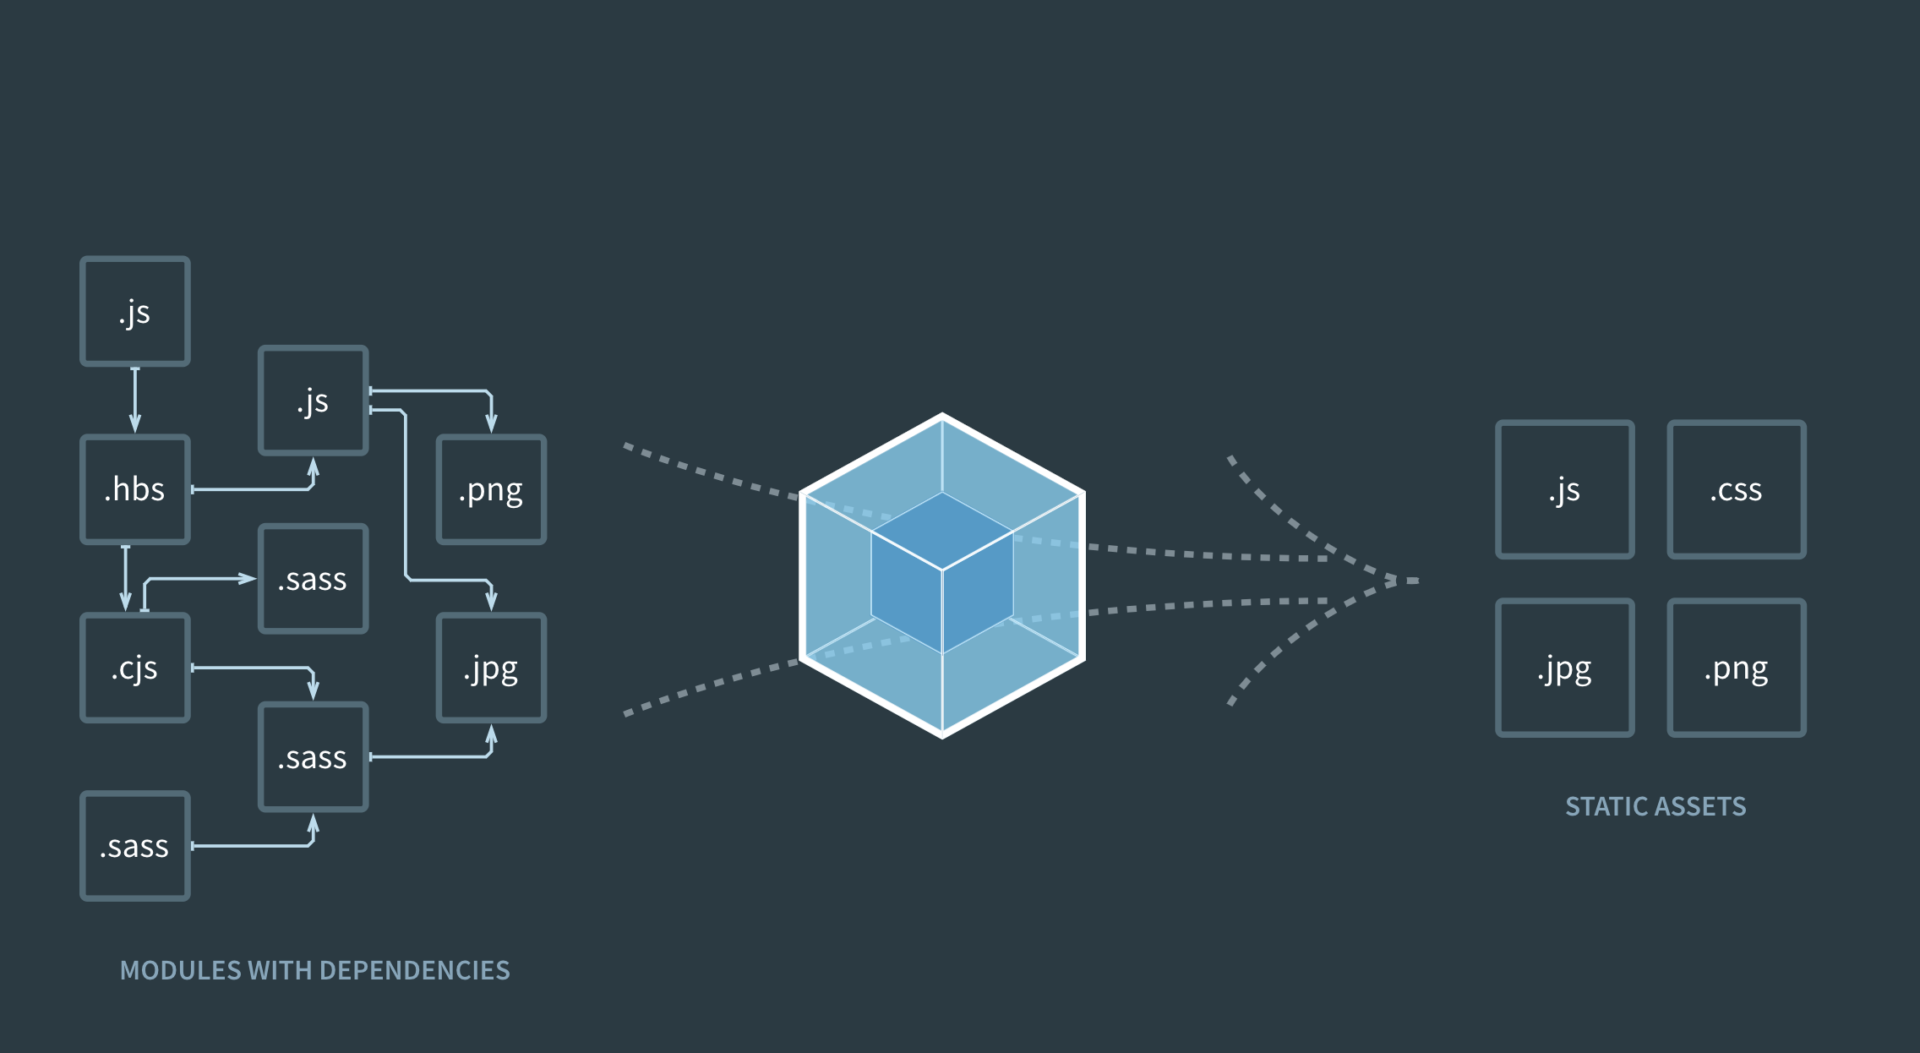 .js
.js
.hbs
.png
.sass
.cjs
.jpg
.sass
.sass
MODULES WITH DEPENDENCIES
.js
.css
.jpg
.png
STATIC ASSETS